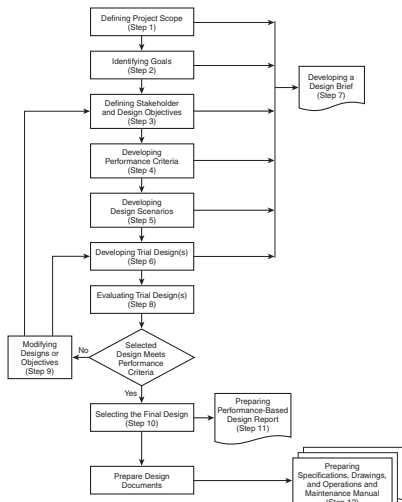 Defining Project Scope
(Step 1)
Identifying Goals
(Step 2)
Defining Stakeholder
and Design Objectives
(Step 3)
Developing
Performance Criteria
(Step 4)
Developing
Design Scenarios
(Step 5)
Developing Trial Design(s)
(Step 6)
Developing a
Design Brief
(Step 7)
Evaluating Trial Design(s)
(Step 8)
Selected
Design Meets
Performance
Criteria
No
Modifying
Designs or
Objectives
(Step 9)
Yes
Selecting the Final Design
(Step 10)
Preparing
Performance-Based
Design Report
(Step 11)
Prepare Design
Documents
Preparing
Specifications, Drawings,
and Operations and
Maintenance Manual
(Step 12)